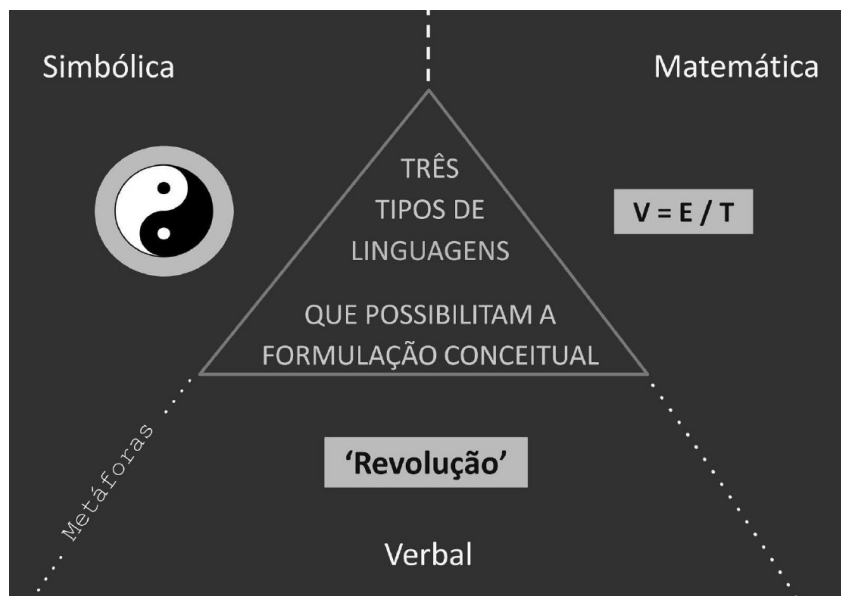 Simbólica
Matemática
TRÊS
TIPOS DE
LINGUAGENS
QUE POSSIBILITAM A
FORMULAÇÃO CONCEITUAL
V = E / T
Metáforas
‘Revolução’
Verbal